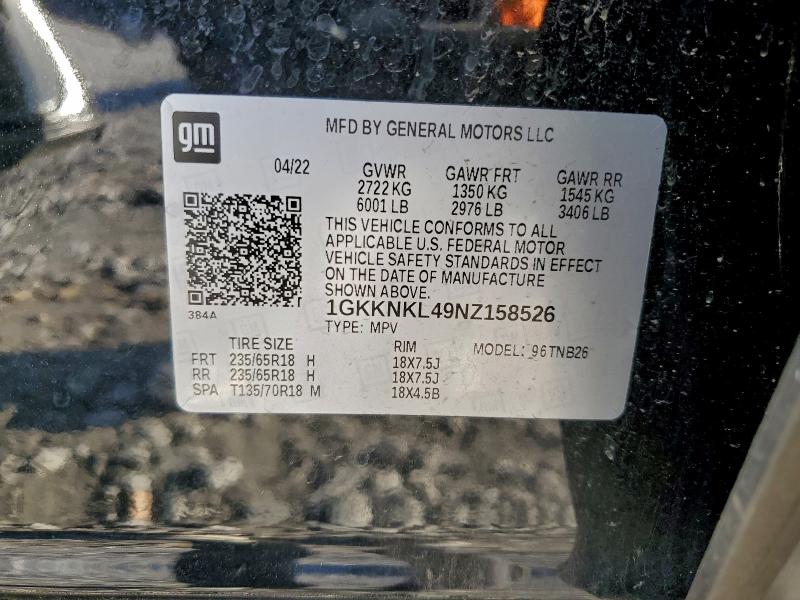 gm
MFD BY GENERAL MOTORS LLC
04/22
GVWR GAWR FRT GAWR RR
2722 KG 1350 KG 1545 KG
6001 LB 2976 LB 3406 LB
THIS VEHICLE CONFORMS TO ALL
APPLICABLE U.S. FEDERAL MOTOR
VEHICLE SAFETY STANDARDS IN EFFECT
ON THE DATE OF MANUFACTURE
SHOWN ABOVE.
384A
1GKKNKL49NZ158526
TYPE: MPV
TIRE SIZE RIM MODEL: 96TNB26
FRT 235/65R18 H 18X7.5J
RR 235/65R18 H 18X7.5J
SPA T135/70R18 M 18X4.5B